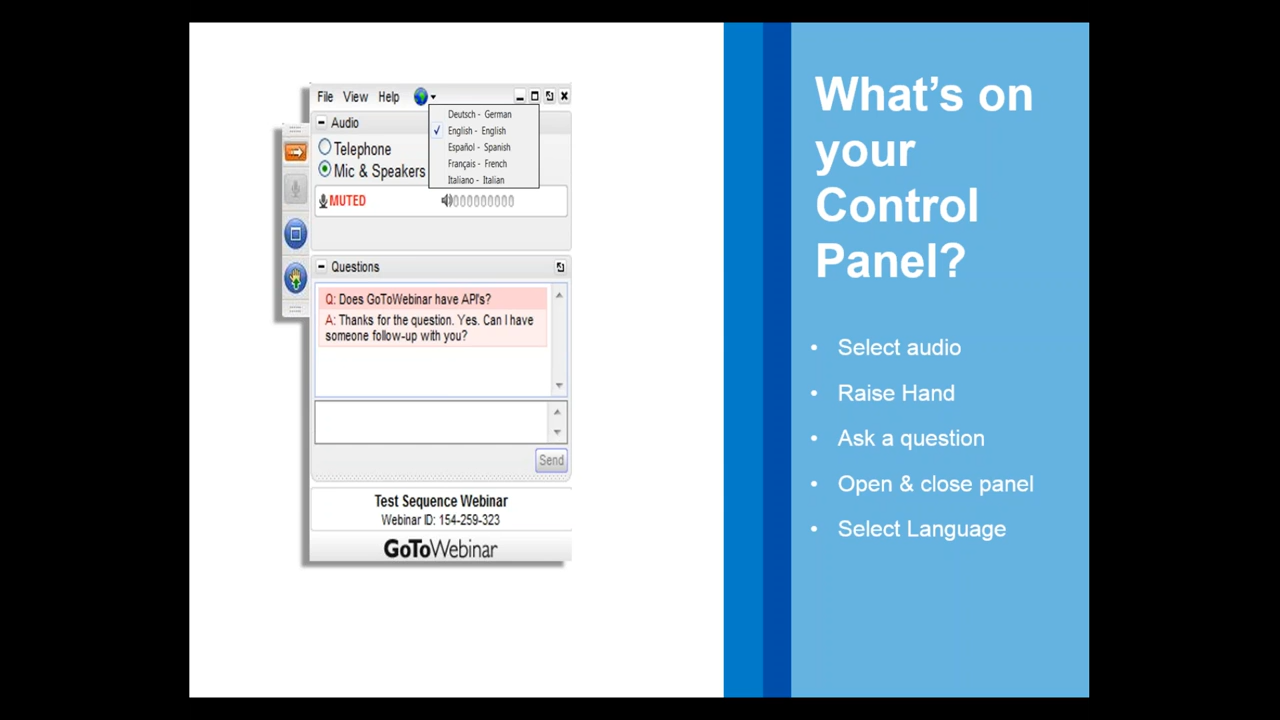 File View Help
Audio
Telephone
Mic & Speakers
Deutsch - German
English - English
Español - Spanish
Français - French
Italiano - Italian
MUTED
Questions
Q: Does GoToWebinar have API's?
A: Thanks for the question. Yes. Can I have
someone follow-up with you?
Send
Test Sequence Webinar
Webinar ID: 154-259-323
GoToWebinar
What’s on
your
Control
Panel?
• Select audio
• Raise Hand
• Ask a question
• Open & close panel
• Select Language